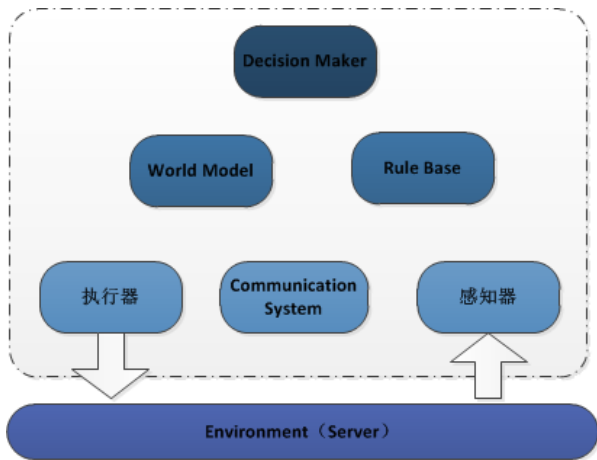 Decision Maker
World Model
Rule Base
执行器
Communication
System
感知器
Environment（Server）